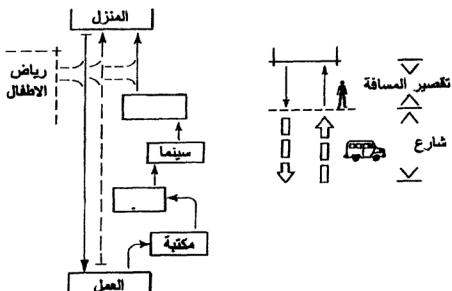 المنزل
رياض
الاطفال
سينما
مكتبة
العمل
تقصير المسافة
شارع